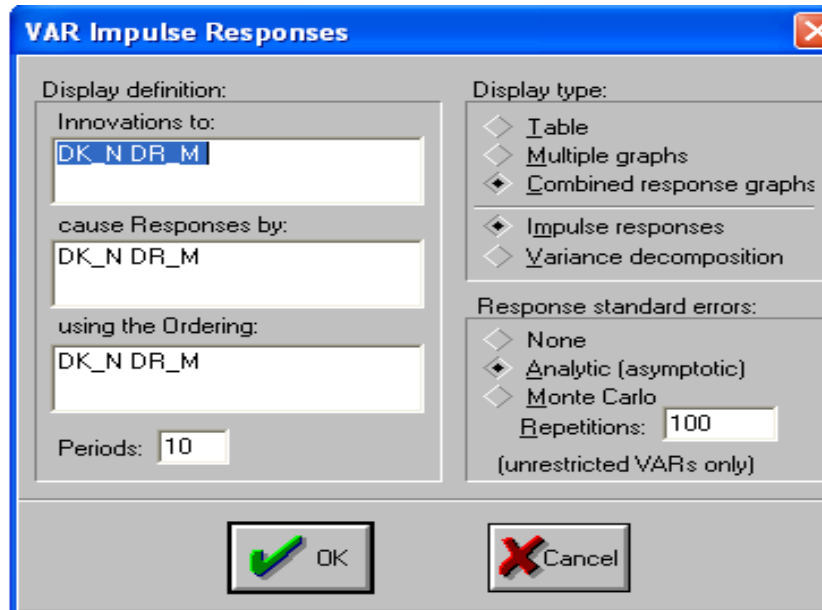 VAR Impulse Responses
Display definition:
Innovations to:
DK_N DR_M
cause Responses by:
DK_N DR_M
using the Ordering:
DK_N DR_M
Periods: 10
Display type:
Table
Multiple graphs
Combined response graphs
Impulse responses
Variance decomposition
Response standard errors:
None
Analytic (asymptotic)
Monte Carlo
Repetitions: 100
(unrestricted VARs only)
OK
Cancel